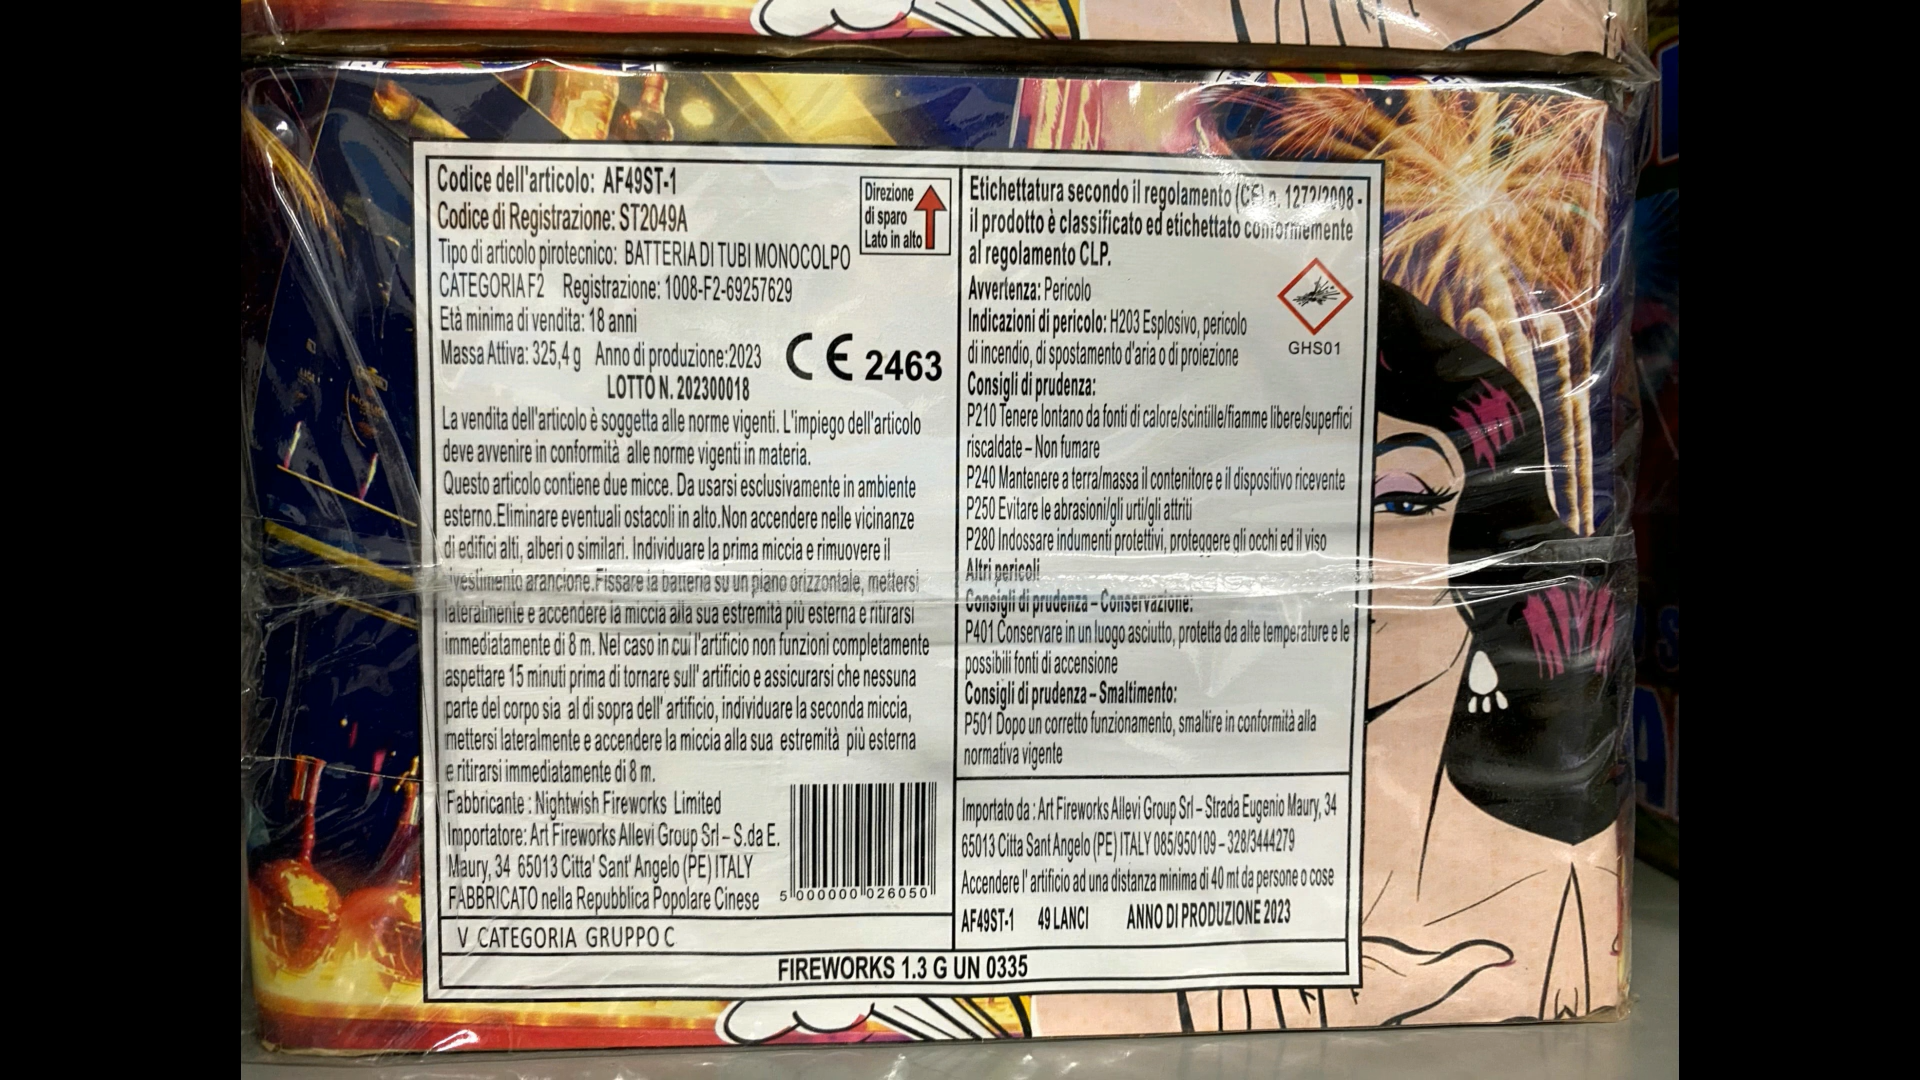 Codice dell'articolo: AF49ST-1
Codice di Registrazione: ST2049A
Tipo di articolo pirotecnico: BATTERIA DI TUBI MONOCOLPO
CATEGORIA F2 Registrazione: 1008-F2-69257629
Età minima di vendita: 18 anni
Massa Attiva: 325,4 g Anno di produzione:2023
LOTTO N. 202300018
Direzione
di sparo
Lato in alto
CE 2463
La vendita dell'articolo è soggetta alle norme vigenti. L'impiego dell'articolo
deve avvenire in conformità alle norme vigenti in materia.
Questo articolo contiene due micce. Da usarsi esclusivamente in ambiente
esterno.Eliminare eventuali ostacoli in alto.Non accendere nelle vicinanze
di edifici alti, alberi o similari. Individuare la prima miccia e rimuovere il
ivestimento arancione.Fissare la batteria su un piano orizzontale, mettersi
lateralmente e accendere la miccia alla sua estremità più esterna e ritirarsi
immediatamente di 8 m. Nel caso in cui l'artificio non funzioni completamente
aspettare 15 minuti prima di tornare sull' artificio e assicurarsi che nessuna
parte del corpo sia al di sopra dell' artificio, individuare la seconda miccia,
mettersi lateralmente e accendere la miccia alla sua estremità più esterna
e ritirarsi immediatamente di 8 m.
Fabbricante : Nightwish Fireworks Limited
Importatore: Art Fireworks Allevi Group Srl – S.da E.
Maury, 34 65013 Citta' Sant' Angelo (PE) ITALY
FABBRICATO nella Repubblica Popolare Cinese
5 000000 026050
V CATEGORIA GRUPPO C
Etichettatura secondo il regolamento (CE) n. 1272/2008 -
il prodotto è classificato ed etichettato conformemente
al regolamento CLP.
Avvertenza: Pericolo
Indicazioni di pericolo: H203 Esplosivo, pericolo
di incendio, di spostamento d'aria o di proiezione
GHS01
Consigli di prudenza:
P210 Tenere lontano da fonti di calore/scintille/fiamme libere/superfici
riscaldate – Non fumare
P240 Mantenere a terra/massa il contenitore e il dispositivo ricevente
P250 Evitare le abrasioni/gli urti/gli attriti
P280 Indossare indumenti protettivi, proteggere gli occhi ed il viso
Altri pericoli
Consigli di prudenza – Conservazione:
P401 Conservare in un luogo asciutto, protetta da alte temperature e le
possibili fonti di accensione
Consigli di prudenza – Smaltimento:
P501 Dopo un corretto funzionamento, smaltire in conformità alla
normativa vigente
Importato da : Art Fireworks Allevi Group Srl – Strada Eugenio Maury, 34
65013 Citta Sant Angelo (PE) ITALY 085/950109 – 328/3444279
Accendere l' artificio ad una distanza minima di 40 mt da persone o cose
AF49ST-1 49 LANCI ANNO DI PRODUZIONE 2023
FIREWORKS 1.3 G UN 0335